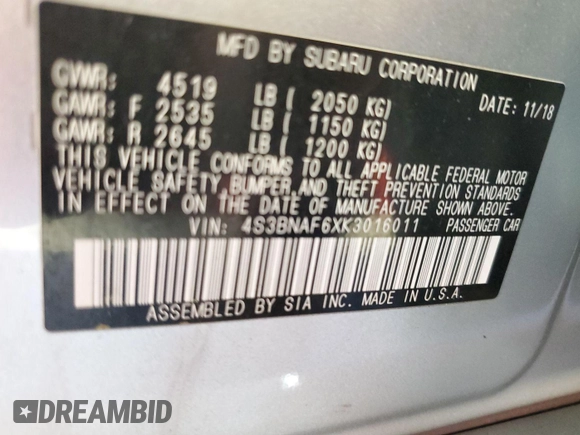 MFD BY SUBARU CORPORATION
GVWR: 4519 LB ( 2050 KG) DATE: 11/18
GAWR: F 2535 LB ( 1150 KG)
GAWR: R 2645 LB ( 1200 KG)
THIS VEHICLE CONFORMS TO ALL APPLICABLE FEDERAL MOTOR
VEHICLE SAFETY, BUMPER, AND THEFT PREVENTION STANDARDS
IN EFFECT ON THE DATE OF MANUFACTURE SHOWN ABOVE.
VIN: 4S3BNAF6XK3016011 PASSENGER CAR
ASSEMBLED BY SIA INC. MADE IN U.S.A.
DREAMBID
DREAMBID.COM